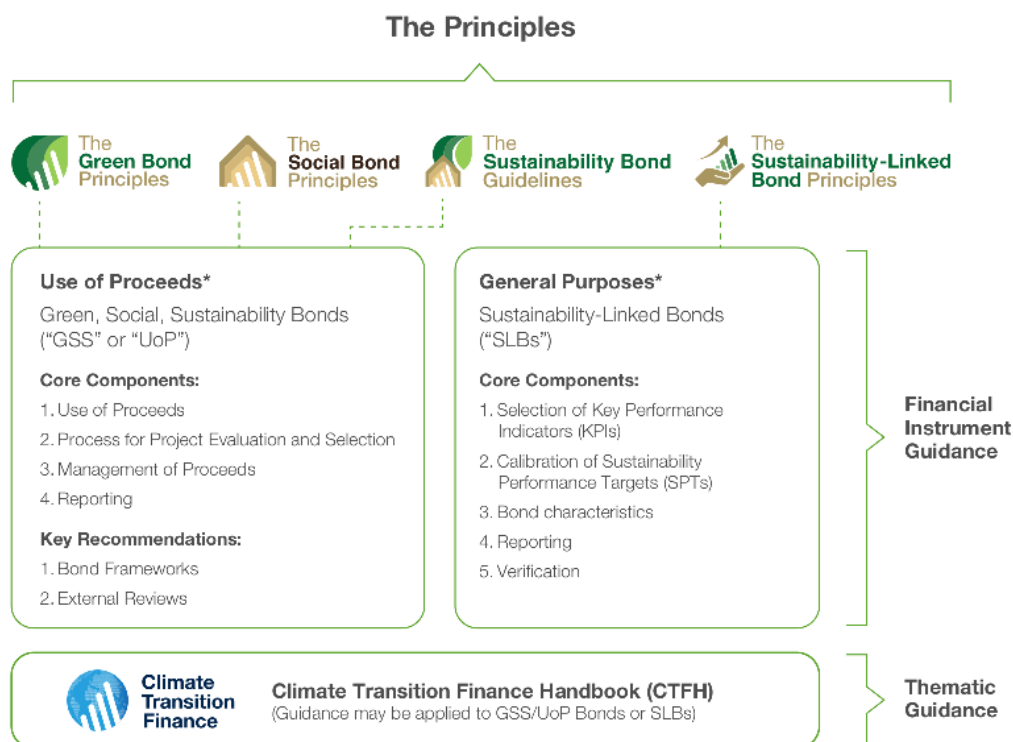 The Principles
The
Green Bond
Principles
The
Social Bond
Principles
The
Sustainability Bond
Guidelines
The
Sustainability-Linked
Bond Principles
Use of Proceeds*
Green, Social, Sustainability Bonds
(“GSS” or “UoP”)
Core Components:
1. Use of Proceeds
2. Process for Project Evaluation and Selection
3. Management of Proceeds
4. Reporting
Key Recommendations:
1. Bond Frameworks
2. External Reviews
General Purposes*
Sustainability-Linked Bonds
(“SLBs”)
Core Components:
1. Selection of Key Performance
Indicators (KPIs)
2. Calibration of Sustainability
Performance Targets (SPTs)
3. Bond characteristics
4. Reporting
5. Verification
Financial
Instrument
Guidance
Climate
Transition
Finance
Climate Transition Finance Handbook (CTFH)
(Guidance may be applied to GSS/UoP Bonds or SLBs)
Thematic
Guidance